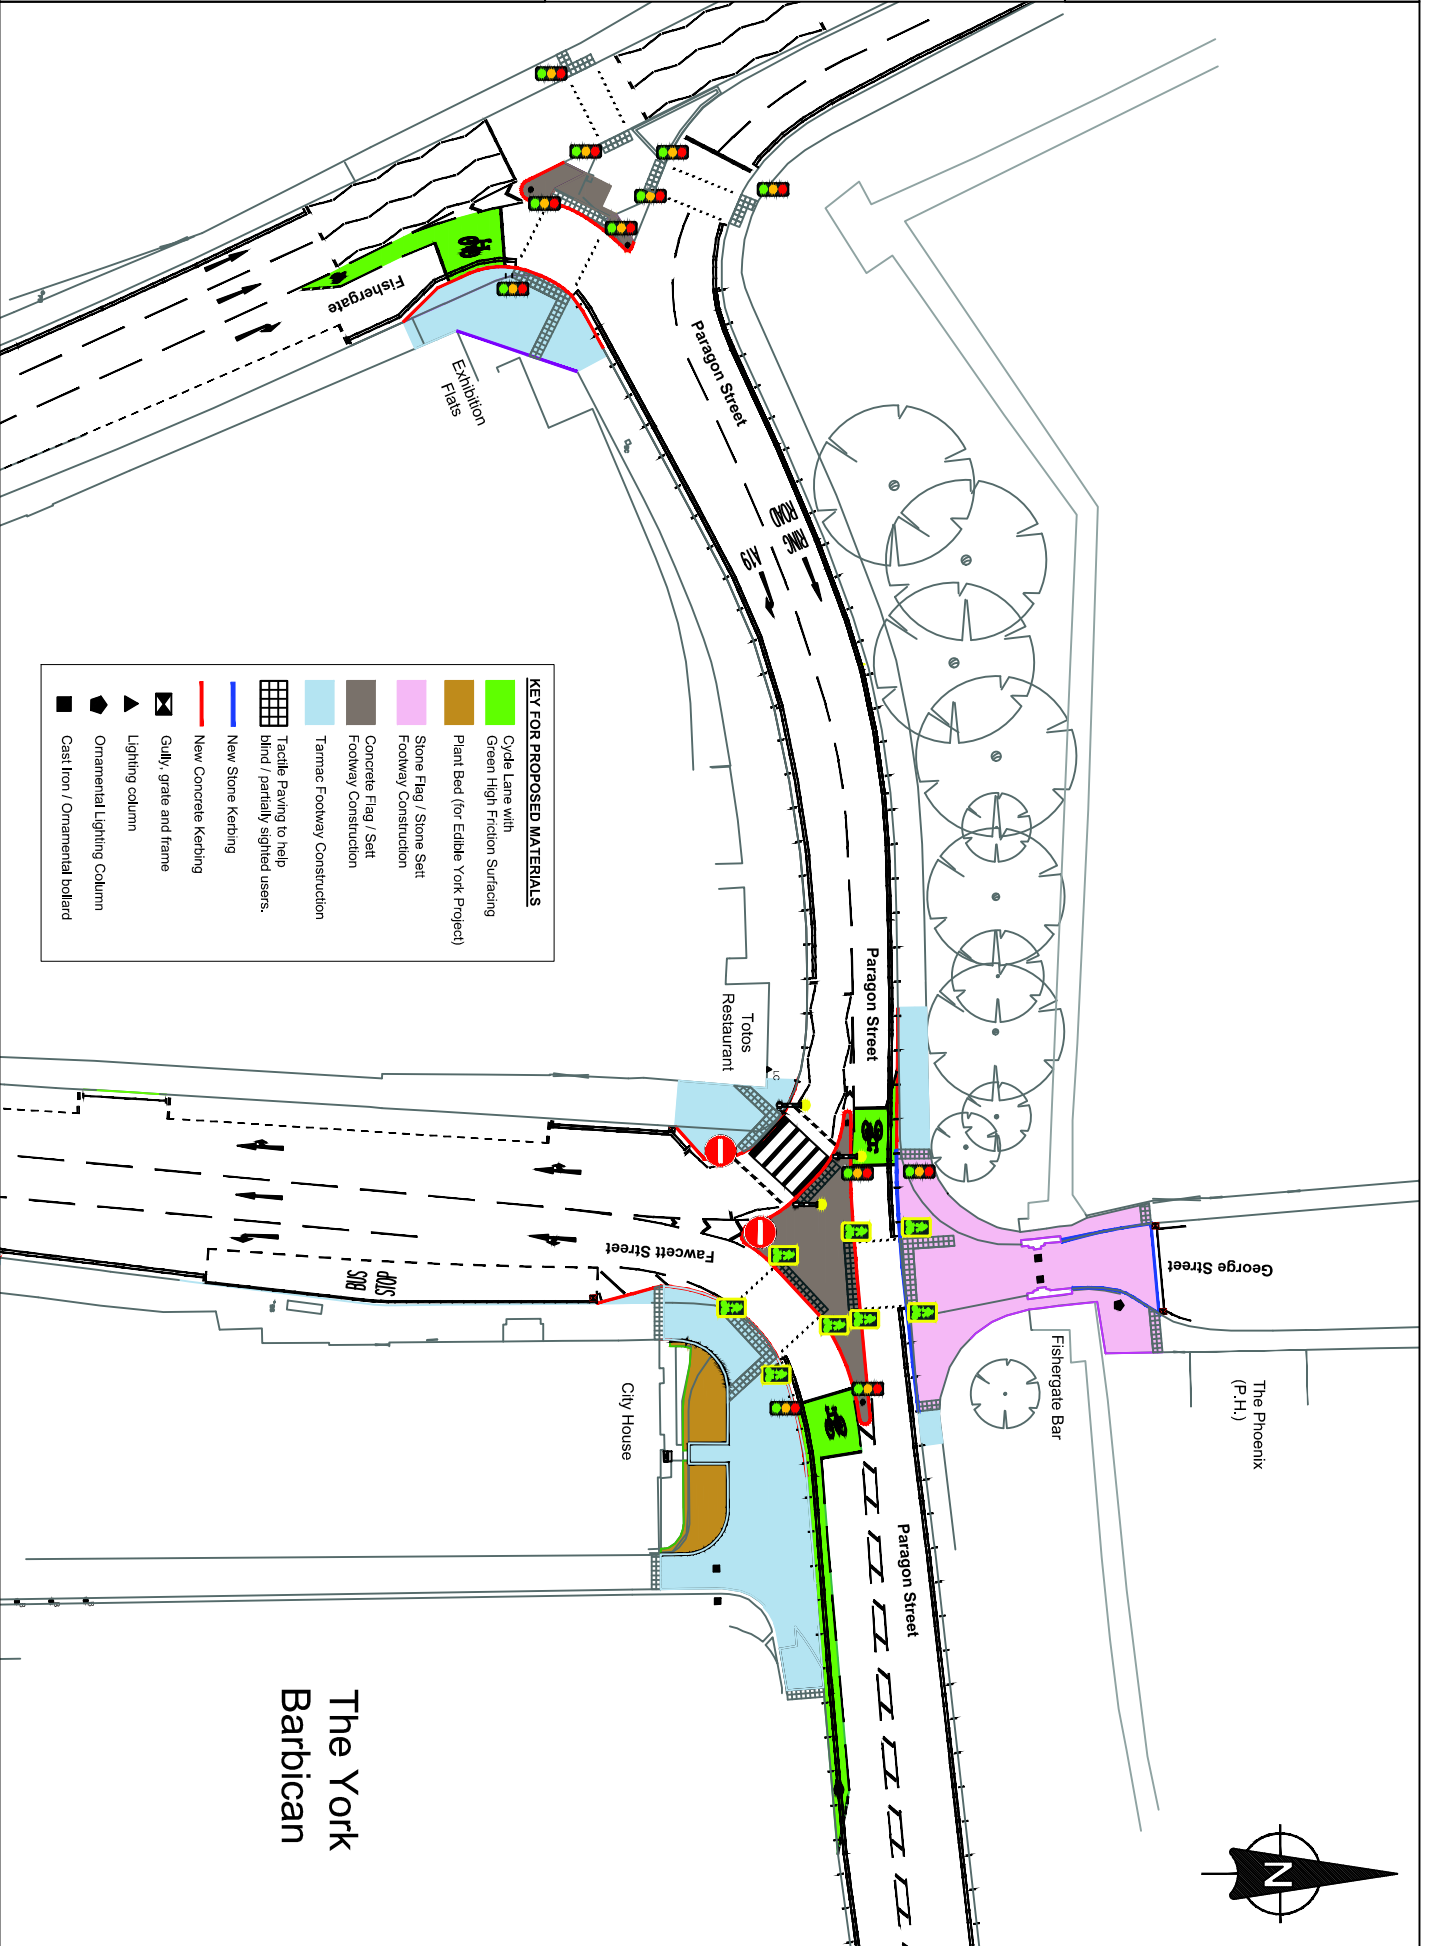 Paragon Street
Fishergate
Exhibition
Flats
RING
ROAD
A19
KEY FOR PROPOSED MATERIALS
Cycle Lane with
Green High Friction Surfacing
Plant Bed (for Edible York Project)
Stone Flag / Stone Sett
Footway Construction
Concrete Flag / Sett
Footway Construction
Tarmac Footway Construction
Tactile Paving to help
blind / partially sighted users.
New Stone Kerbing
New Concrete Kerbing
Gully, grate and frame
Lighting column
Ornamental Lighting Column
Cast Iron / Ornamental bollard
Paragon Street
Totos
Restaurant
LC
George Street
Fawcett Street
BUS
STOP
Fishergate Bar
The Phoenix
(P.H.)
City House
Paragon Street
The York
Barbican
N